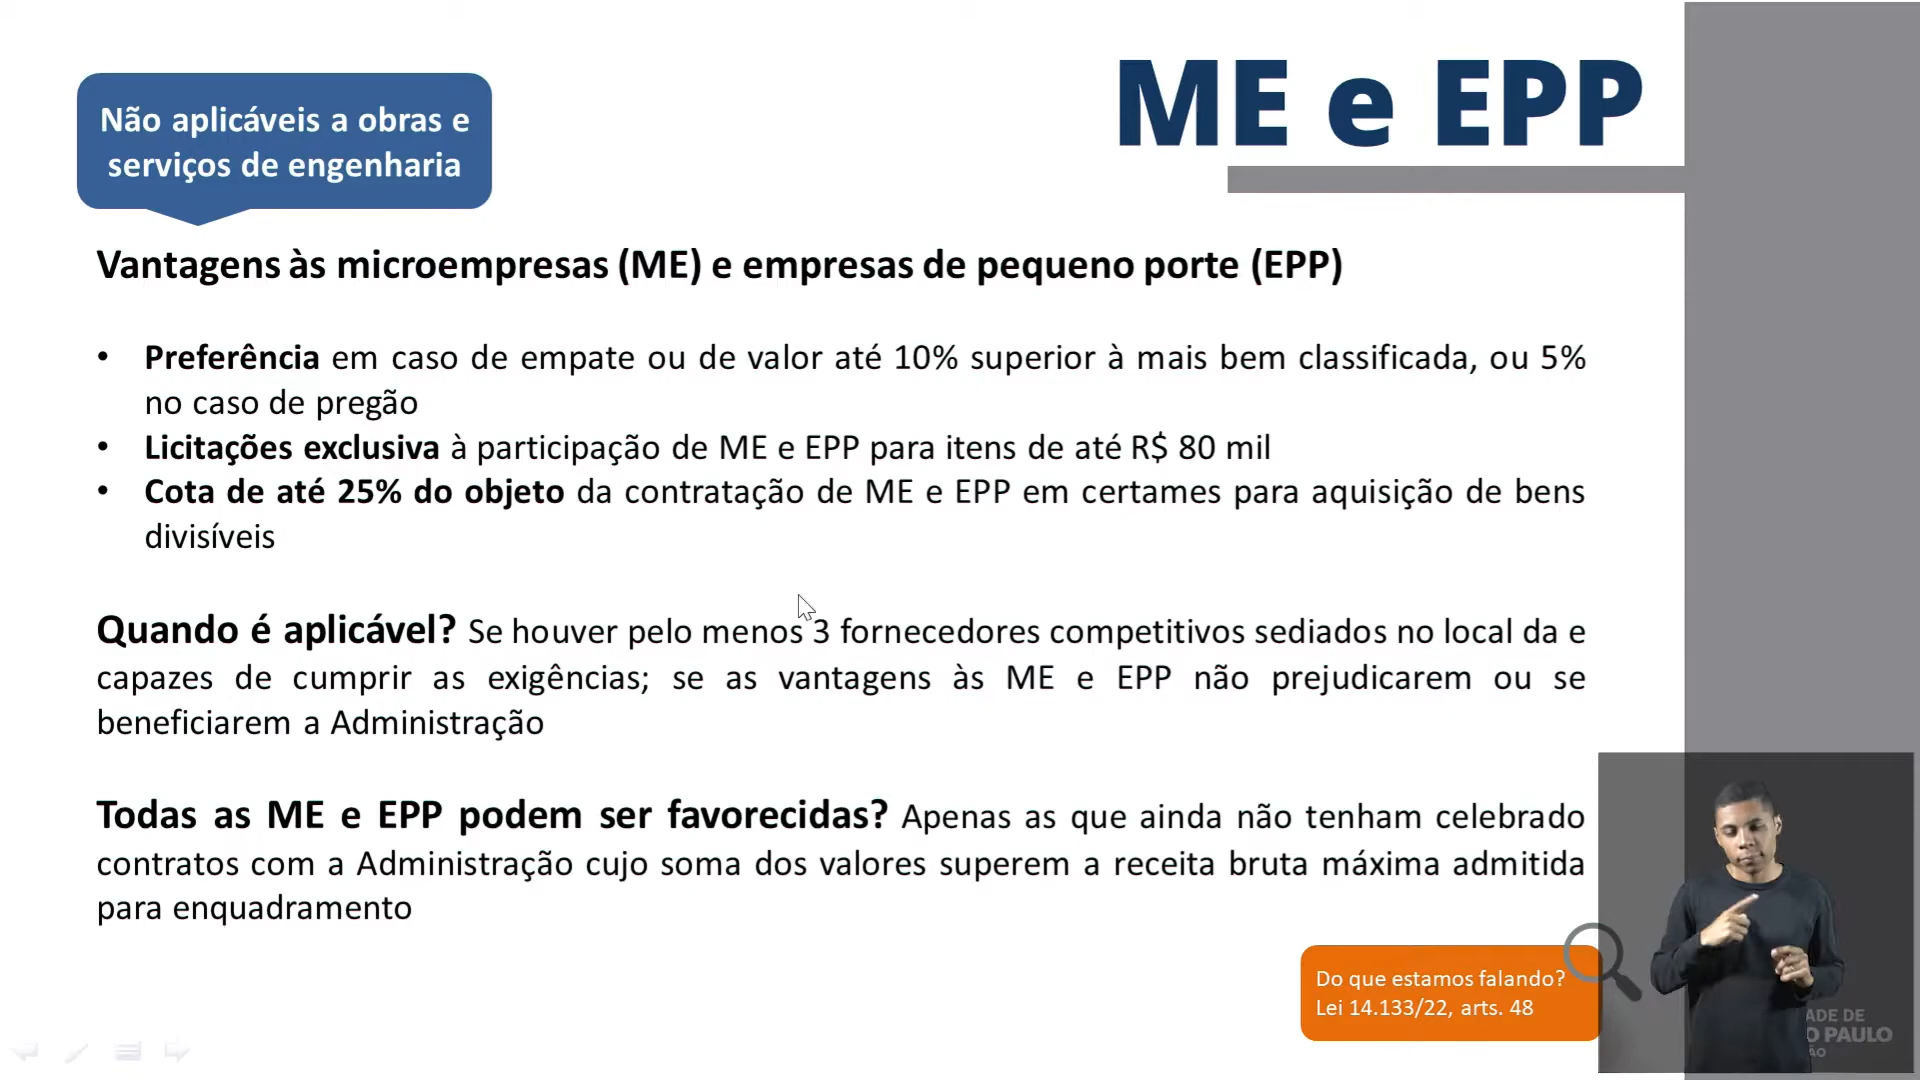 ME e EPP
Não aplicáveis a obras e
serviços de engenharia
Vantagens às microempresas (ME) e empresas de pequeno porte (EPP)
• Preferência em caso de empate ou de valor até 10% superior à mais bem classificada, ou 5%
no caso de pregão
• Licitações exclusiva à participação de ME e EPP para itens de até R$ 80 mil
• Cota de até 25% do objeto da contratação de ME e EPP em certames para aquisição de bens
divisíveis
Quando é aplicável? Se houver pelo menos 3 fornecedores competitivos sediados no local da e
capazes de cumprir as exigências; se as vantagens às ME e EPP não prejudicarem ou se
beneficiarem a Administração
Todas as ME e EPP podem ser favorecidas? Apenas as que ainda não tenham celebrado
contratos com a Administração cujo soma dos valores superem a receita bruta máxima admitida
para enquadramento
Do que estamos falando?
Lei 14.133/22, arts. 48
ADE DE
O PAULO